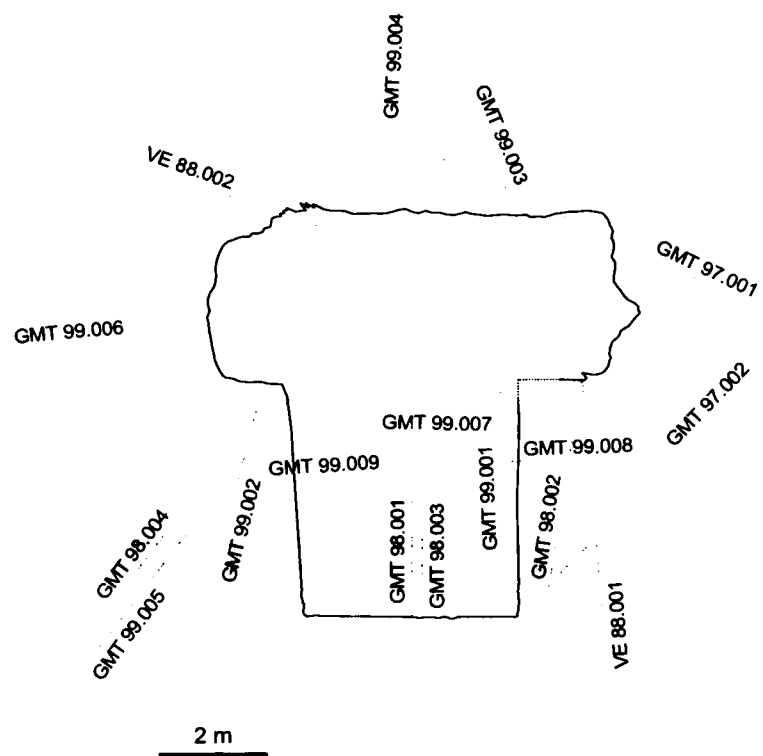 GMT 99.004
GMT 99.003
VE 88.002
GMT 97.001
GMT 99.006
GMT 97.002
GMT 99.007
GMT 99.008
GMT 99.009
GMT 99.001
GMT 99.002
GMT 98.002
GMT 98.001
GMT 98.003
GMT 98.004
GMT 99.005
VE 88.001
2 m